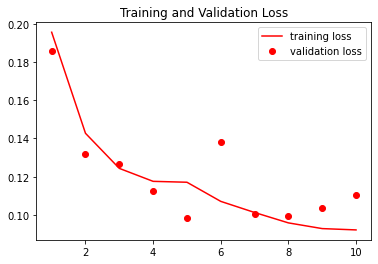 Training and Validation Loss
0.20
0.18
0.16
0.14
0.12
0.10
training loss
validation loss
2 4 6 8 10